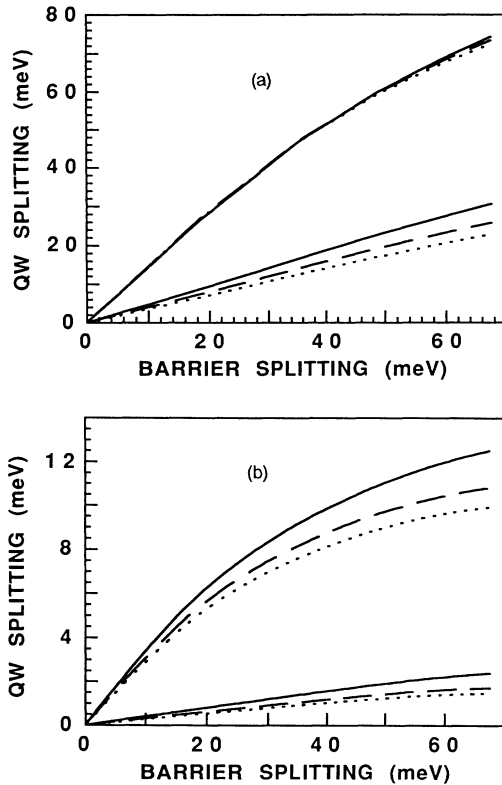 80
60
40
20
0
QW SPLITTING (meV)
(a)
0 20 40 60
BARRIER SPLITTING (meV)
12
8
4
0
QW SPLITTING (meV)
(b)
0 20 40 60
BARRIER SPLITTING (meV)